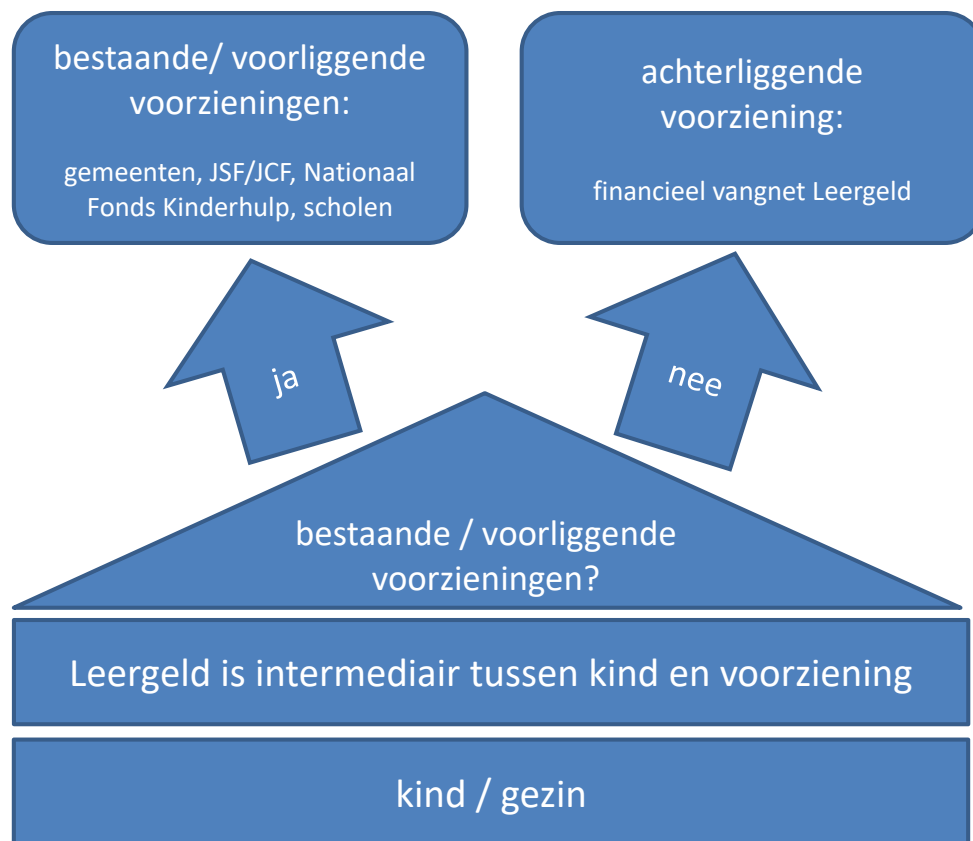 bestaande/ voorliggende
voorzieningen:
gemeenten, JSF/JCF, Nationaal
Fonds Kinderhulp, scholen
achterliggende
voorziening:
financieel vangnet Leergeld
ja
nee
bestaande / voorliggende
voorzieningen?
Leergeld is intermediair tussen kind en voorziening
kind / gezin